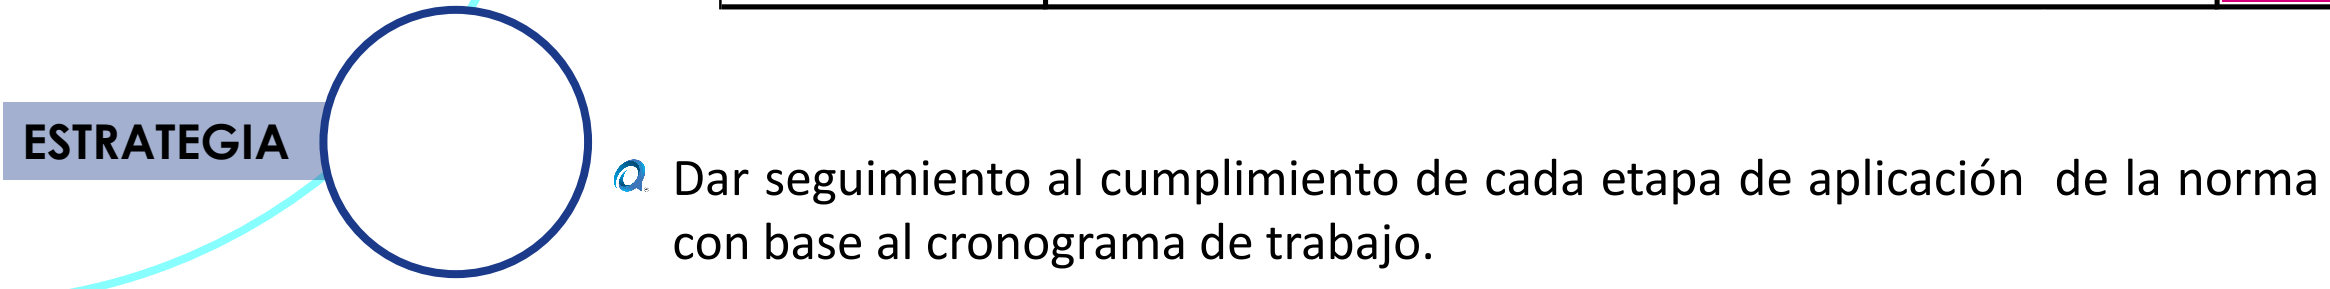 ESTRATEGIA
Dar seguimiento al cumplimiento de cada etapa de aplicación  de la norma
con base al cronograma de trabajo.